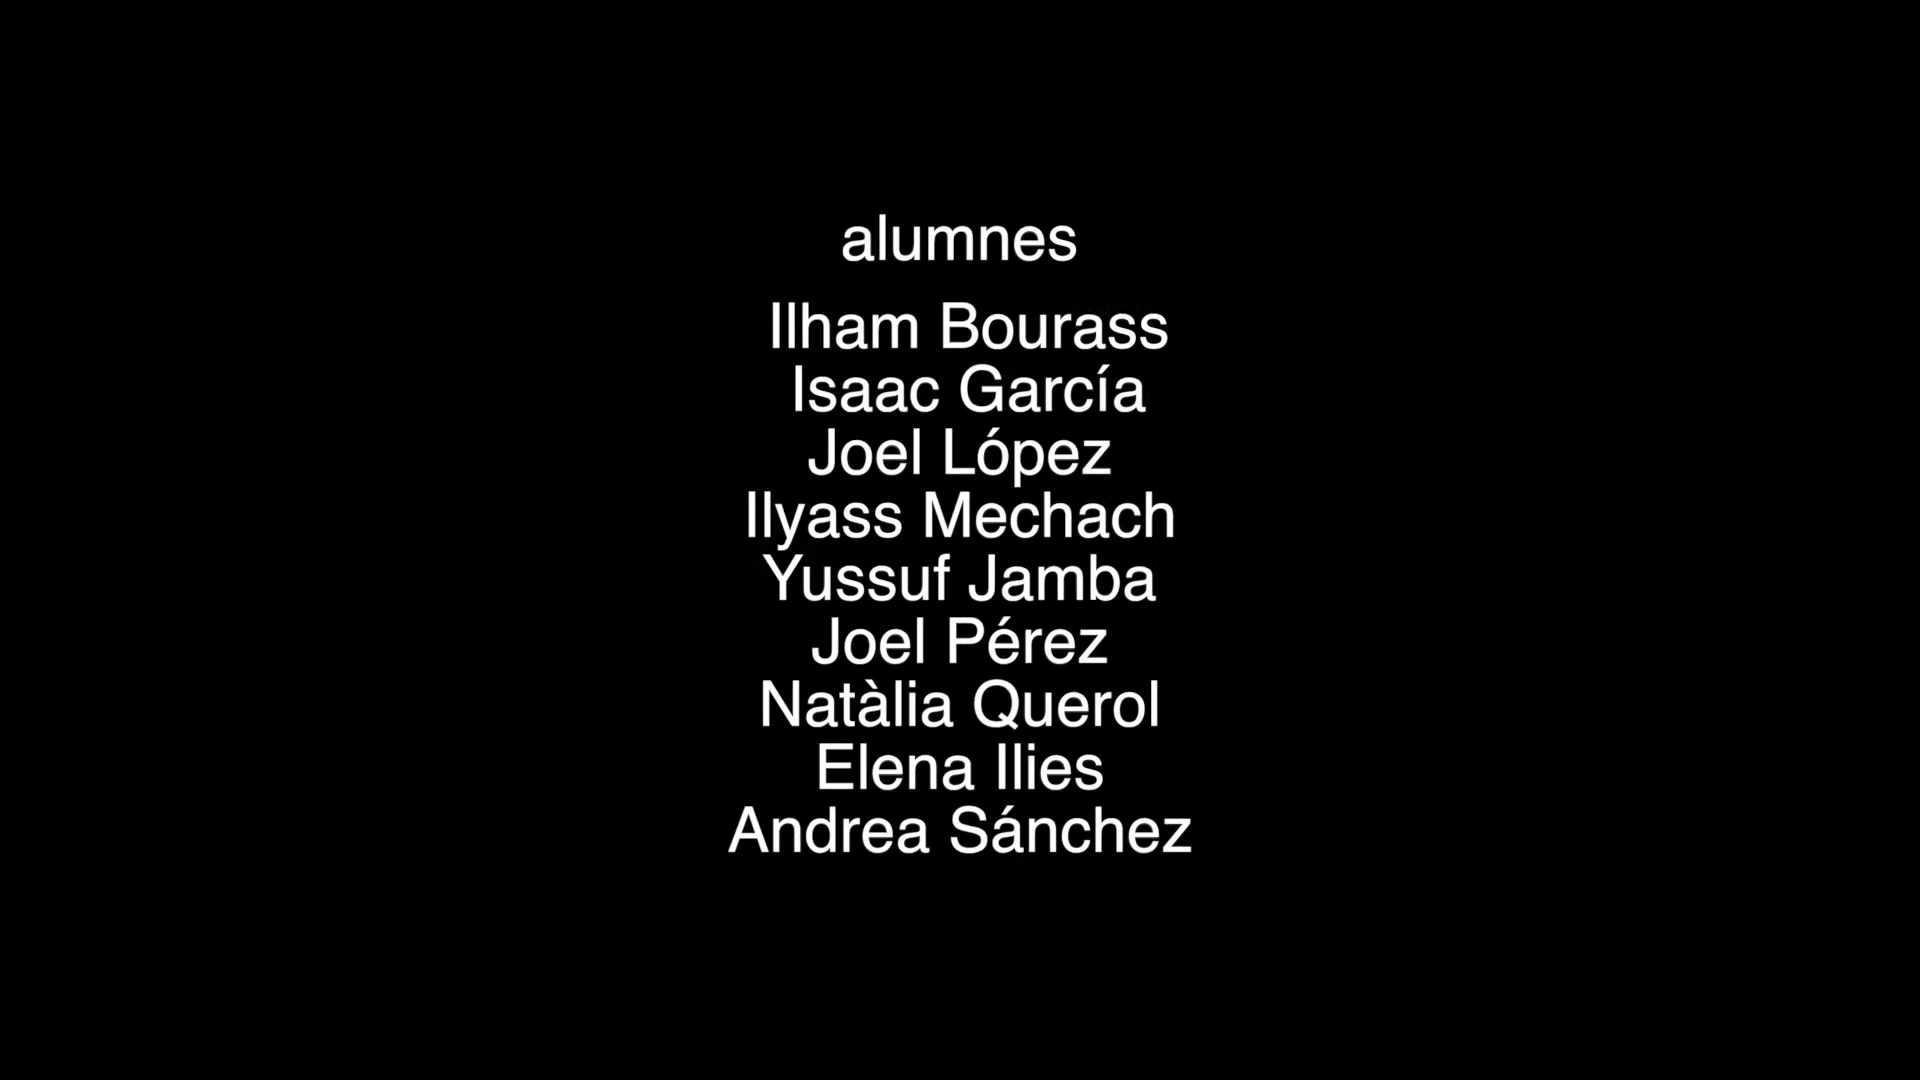 alumnes
Ilham Bourass
Isaac García
Joel López
Ilyass Mechach
Yussuf Jamba
Joel Pérez
Natàlia Querol
Elena Ilies
Andrea Sánchez